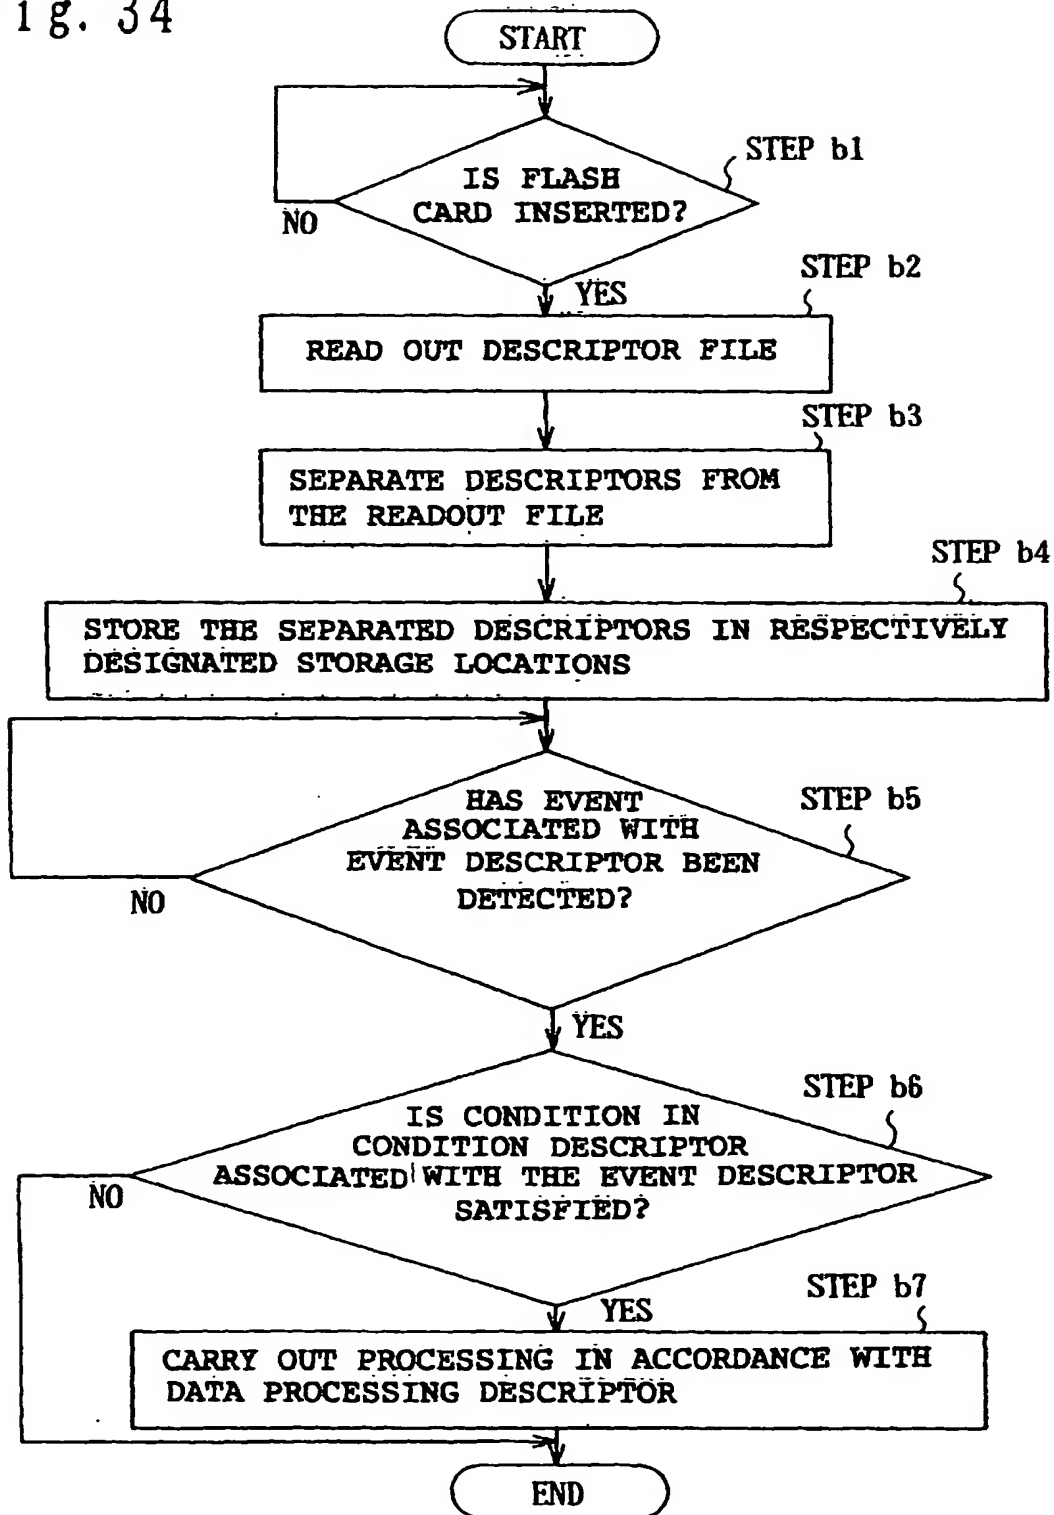 ig. 34
START
STEP b1
IS FLASH
CARD INSERTED?
NO
YES
STEP b2
READ OUT DESCRIPTOR FILE
STEP b3
SEPARATE DESCRIPTORS FROM
THE READOUT FILE
STEP b4
STORE THE SEPARATED DESCRIPTORS IN RESPECTIVELY
DESIGNATED STORAGE LOCATIONS
HAS EVENT
ASSOCIATED WITH
EVENT DESCRIPTOR BEEN
DETECTED?
STEP b5
NO
YES
STEP b6
IS CONDITION IN
CONDITION DESCRIPTOR
ASSOCIATED WITH THE EVENT DESCRIPTOR
SATISFIED?
NO
YES
STEP b7
CARRY OUT PROCESSING IN ACCORDANCE WITH
DATA PROCESSING DESCRIPTOR
END